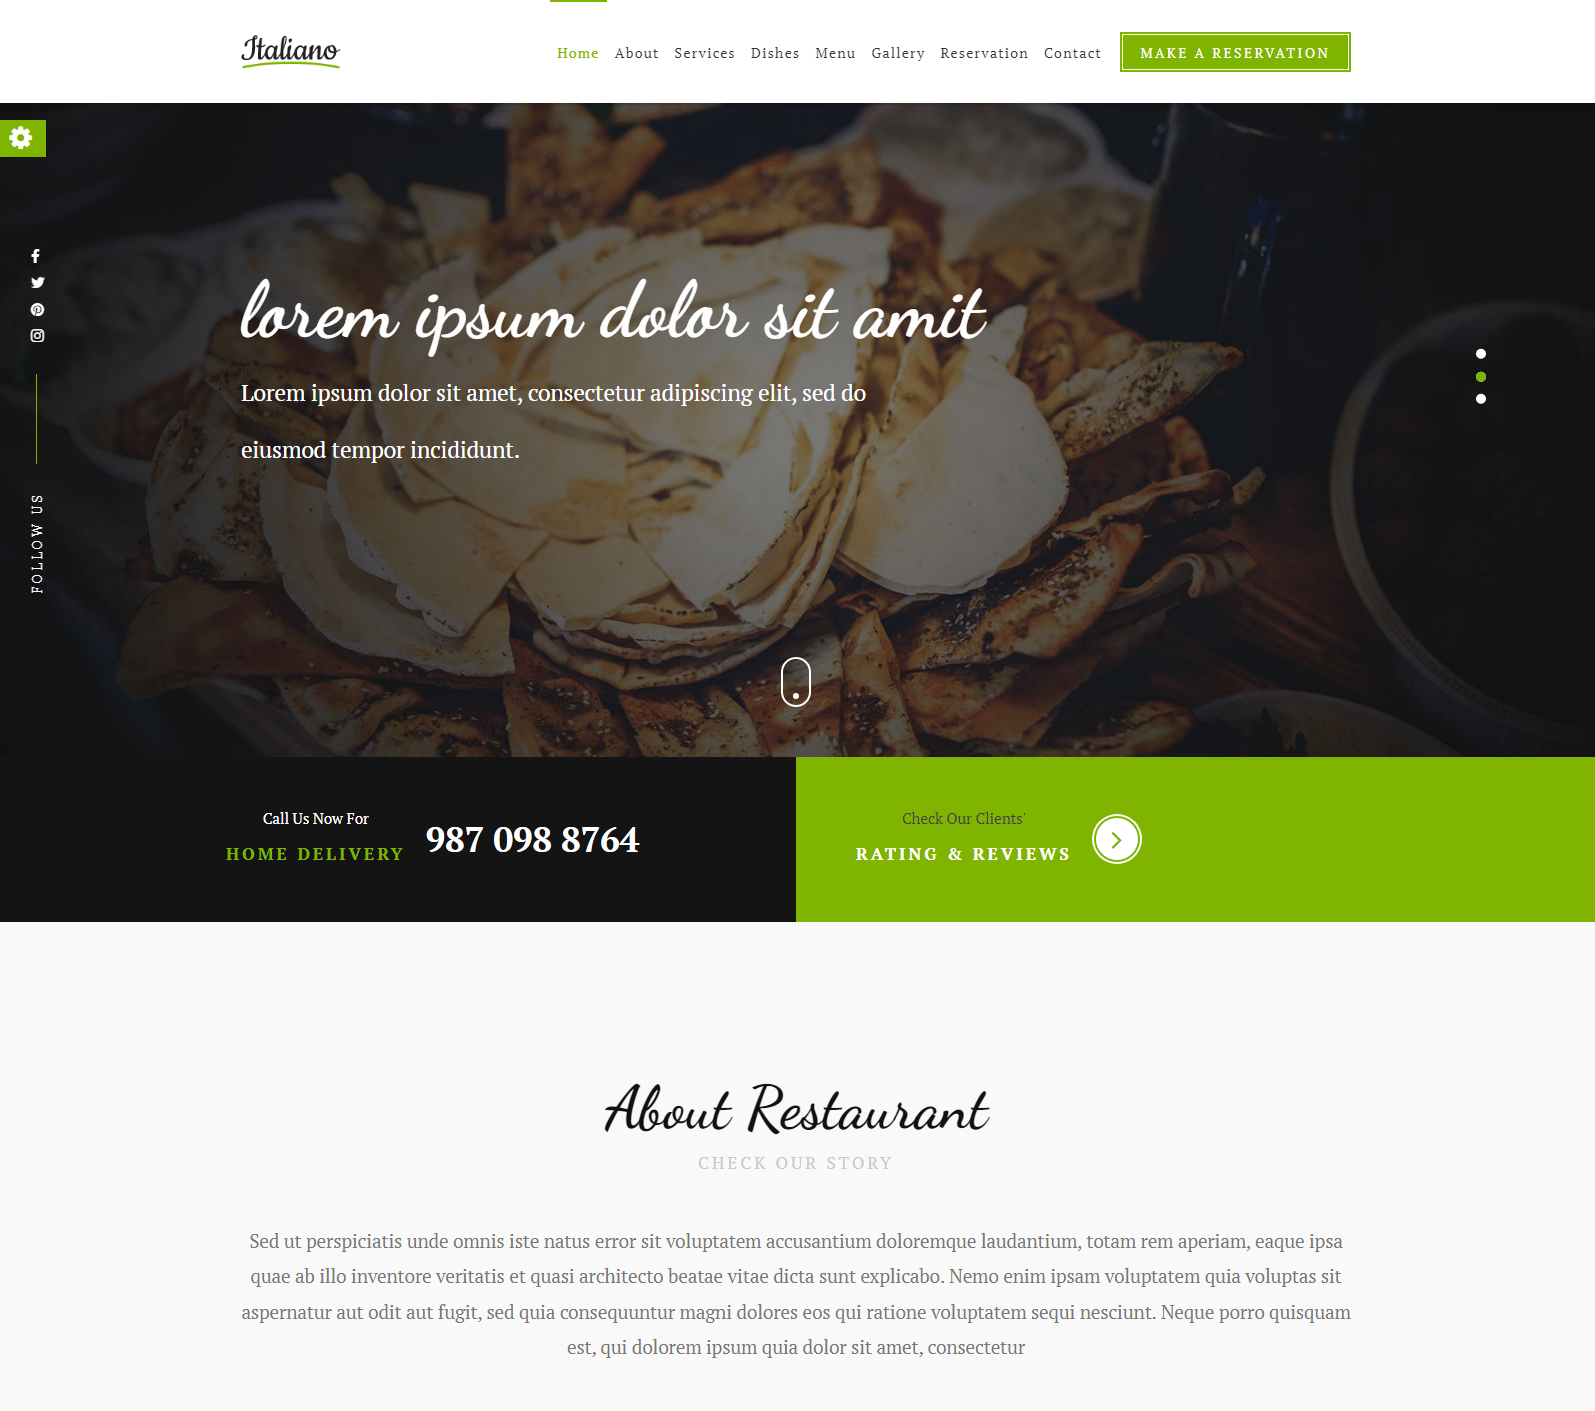 Italiano
Home About Services Dishes Menu Gallery Reservation Contact MAKE A RESERVATION
lorem ipsum dolor sit amit
Lorem ipsum dolor sit amet, consectetur adipiscing elit, sed do
eiusmod tempor incididunt.
FOLLOW US
Call Us Now For
HOME DELIVERY
987 098 8764
Check Our Clients'
RATING & REVIEWS
About Restaurant
CHECK OUR STORY
Sed ut perspiciatis unde omnis iste natus error sit voluptatem accusantium doloremque laudantium, totam rem aperiam, eaque ipsa
quae ab illo inventore veritatis et quasi architecto beatae vitae dicta sunt explicabo. Nemo enim ipsam voluptatem quia voluptas sit
aspernatur aut odit aut fugit, sed quia consequuntur magni dolores eos qui ratione voluptatem sequi nesciunt. Neque porro quisquam
est, qui dolorem ipsum quia dolor sit amet, consectetur